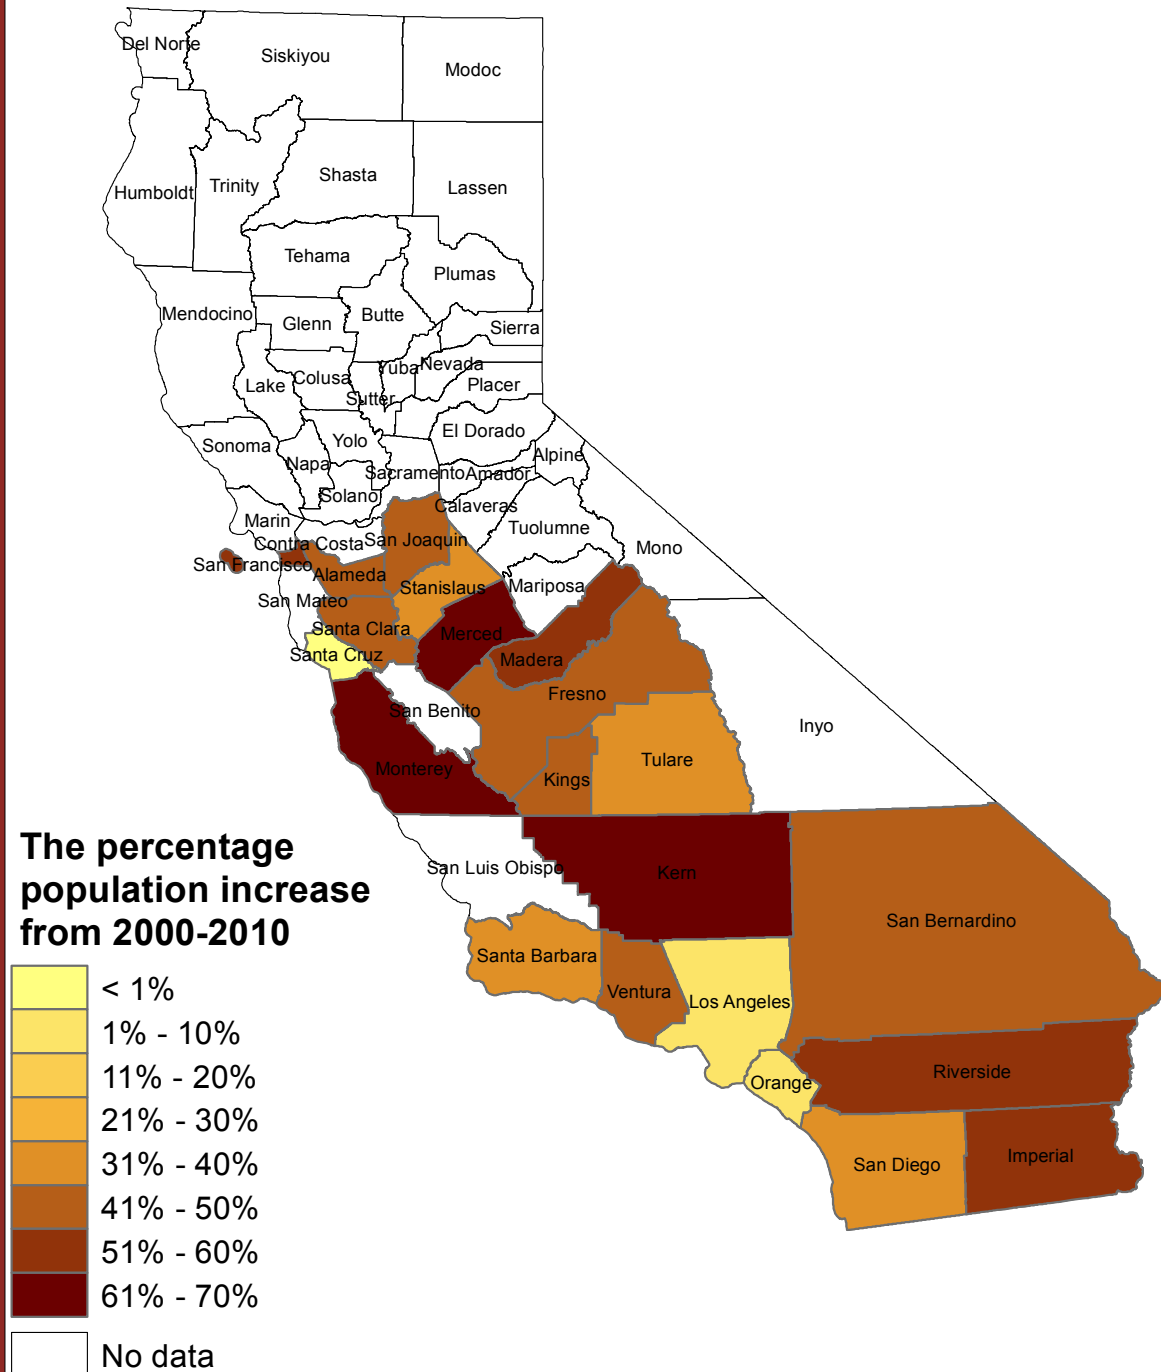 Del Norte
Siskiyou
Modoc
Humboldt
Trinity
Shasta
Lassen
Tehama
Plumas
Mendocino
Glenn
Butte
Sierra
Lake
Colusa
Sutter
Yuba
Nevada
Placer
Sonoma
Napa
Yolo
El Dorado
Alpine
Sacramento
Amador
Solano
Marin
Calaveras
Tuolumne
Mono
Contra Costa
San Joaquin
San Francisco
Alameda
Stanislaus
Mariposa
San Mateo
Santa Clara
Merced
Santa Cruz
Madera
Fresno
San Benito
Inyo
Monterey
Kings
Tulare
San Luis Obispo
Kern
San Bernardino
Santa Barbara
Ventura
Los Angeles
Orange
Riverside
San Diego
Imperial
The percentage
population increase
from 2000-2010
< 1%
1% - 10%
11% - 20%
21% - 30%
31% - 40%
41% - 50%
51% - 60%
61% - 70%
No data